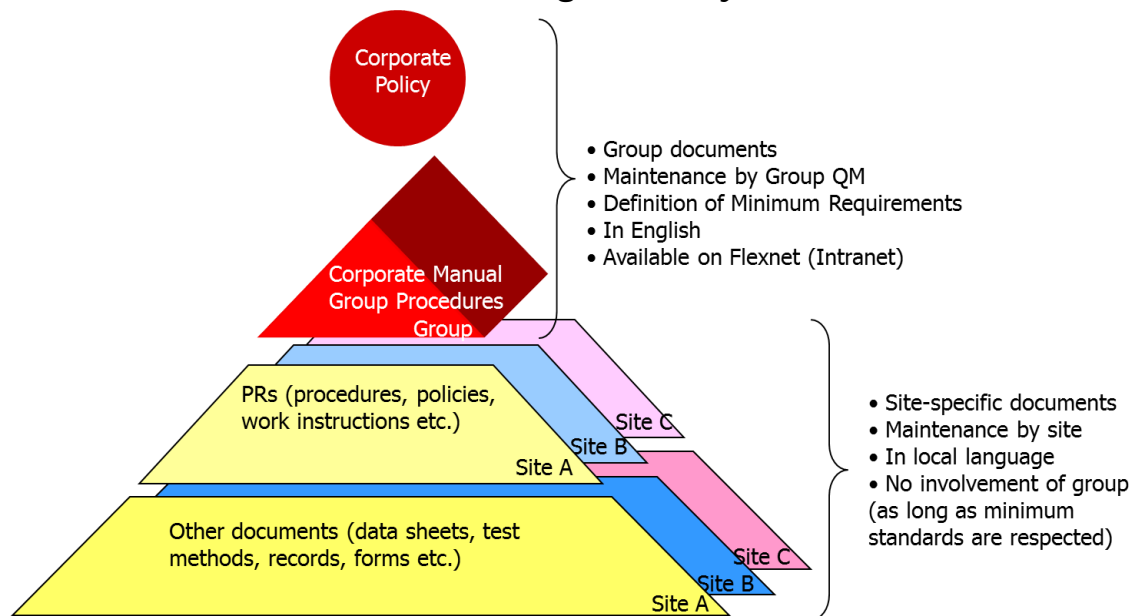 Corporate
Policy
• Group documents
• Maintenance by Group QM
• Definition of Minimum Requirements
• In English
• Available on Flexnet (Intranet)
Corporate Manual
Group Procedures
Group
PRs (procedures, policies,
work instructions etc.)
Site C
Site B
Site A
• Site-specific documents
• Maintenance by site
• In local language
• No involvement of group
(as long as minimum
standards are respected)
Other documents (data sheets, test
methods, records, forms etc.)
Site C
Site B
Site A